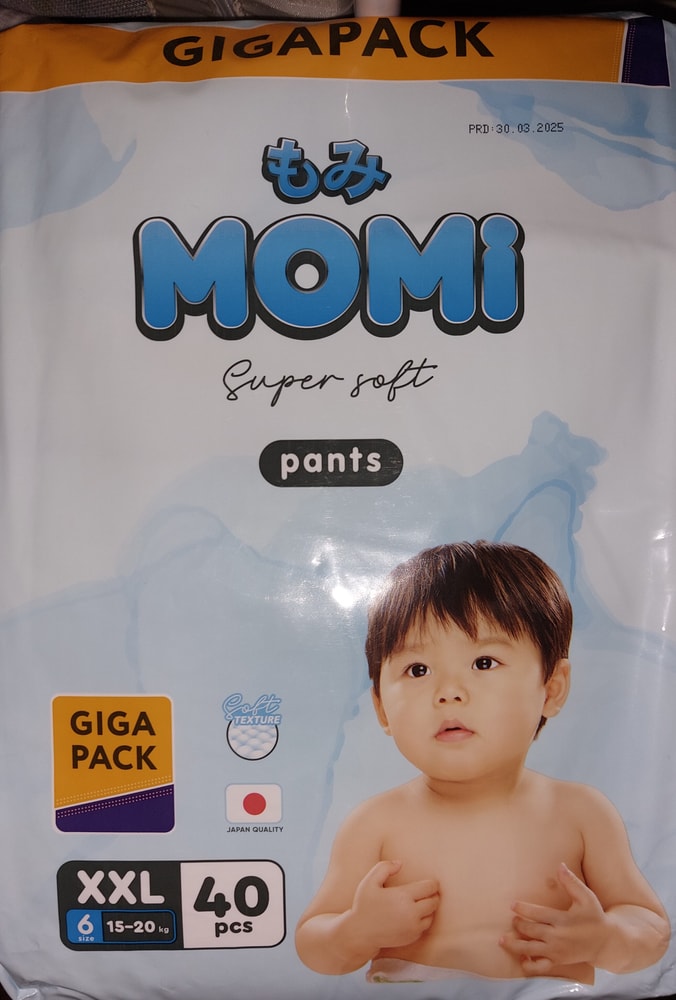 GIGAPACK
PRD:30.03.2025
もみ
MOMi
Super soft
pants
GIGA
PACK
Soft
TEXTURE
JAPAN QUALITY
XXL
6
size
15-20 kg
40
pcs